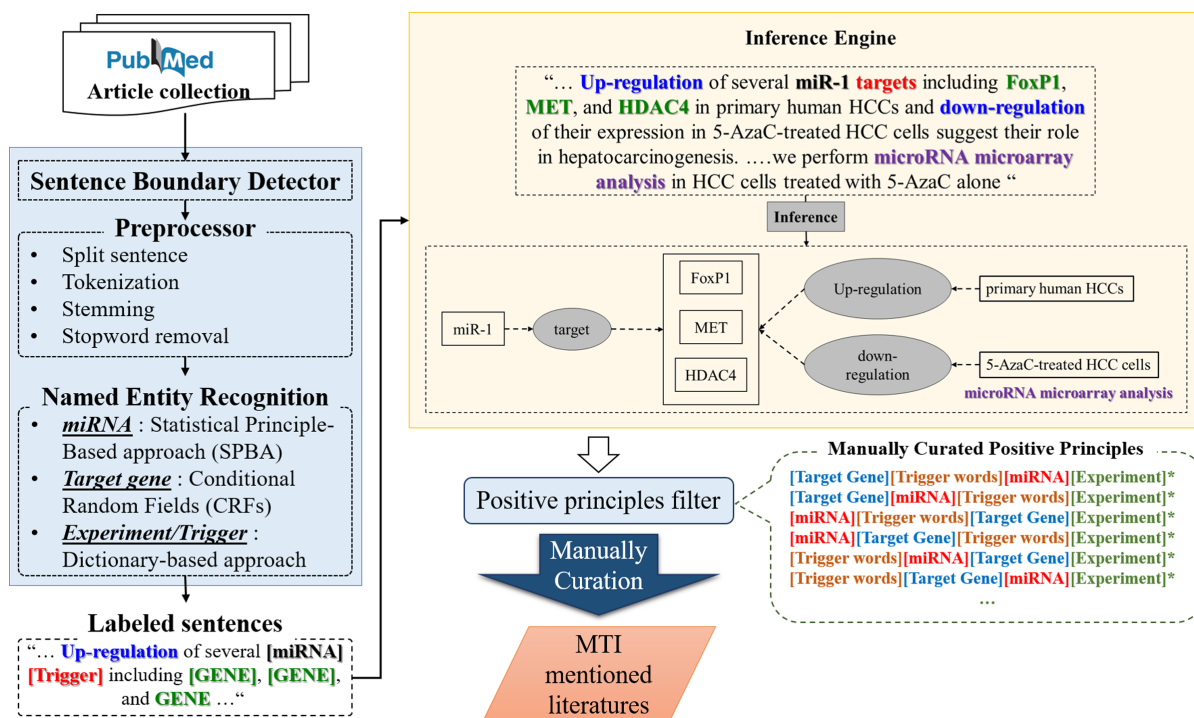 PubMed
Article collection
Sentence Boundary Detector
Preprocessor
• Split sentence
• Tokenization
• Stemming
• Stopword removal
Named Entity Recognition
• miRNA : Statistical Principle-
Based approach (SPBA)
• Target gene : Conditional
Random Fields (CRFs)
• Experiment/Trigger :
Dictionary-based approach
Labeled sentences
“… Up-regulation of several [miRNA]
[Trigger] including [GENE], [GENE],
and GENE …“
Inference Engine
“… Up-regulation of several miR-1 targets including FoxP1,
MET, and HDAC4 in primary human HCCs and down-regulation
of their expression in 5-AzaC-treated HCC cells suggest their role
in hepatocarcinogenesis. ….we perform microRNA microarray
analysis in HCC cells treated with 5-AzaC alone “
Inference
miR-1
target
FoxP1
MET
HDAC4
Up-regulation
primary human HCCs
down-
regulation
5-AzaC-treated HCC cells
microRNA microarray analysis
Positive principles filter
Manually
Curation
MTI
mentioned
literatures
Manually Curated Positive Principles
[Target Gene][Trigger words][miRNA][Experiment]*
[Target Gene][miRNA][Trigger words][Experiment]*
[miRNA][Trigger words][Target Gene][Experiment]*
[miRNA][Target Gene][Trigger words][Experiment]*
[Trigger words][miRNA][Target Gene][Experiment]*
[Trigger words][Target Gene][miRNA][Experiment]*
…